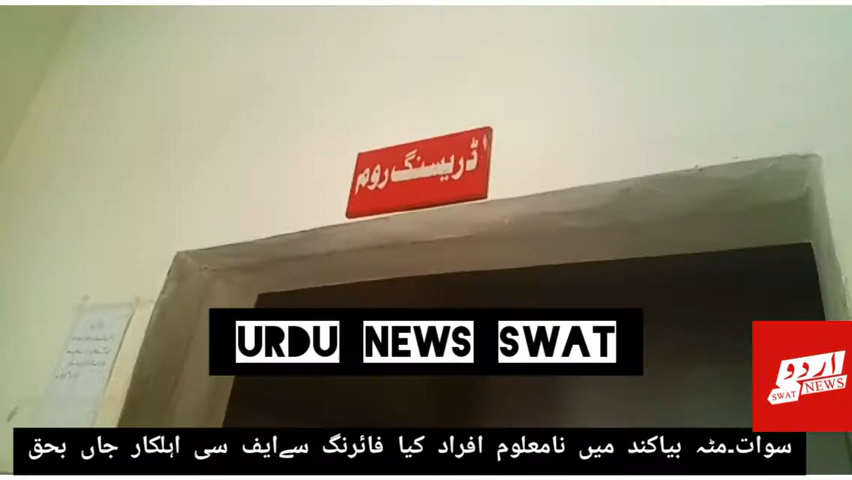 ڈریسنگ روم
URDU NEWS SWAT
اردو
SWAT NEWS
سوات۔مٹہ بیاکند میں نامعلوم افراد کیا فائرنگ سےایف سی اہلکار جاں بحق